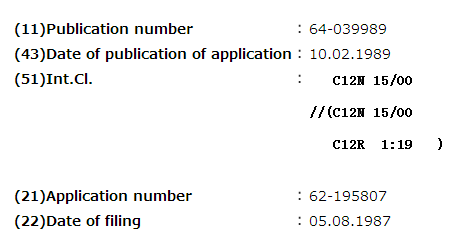 (11)Publication number : 64-039989
(43)Date of publication of application : 10.02.1989
(51)Int.Cl. : C12N 15/00
//(C12N 15/00
C12R 1:19 )
(21)Application number : 62-195807
(22)Date of filing : 05.08.1987